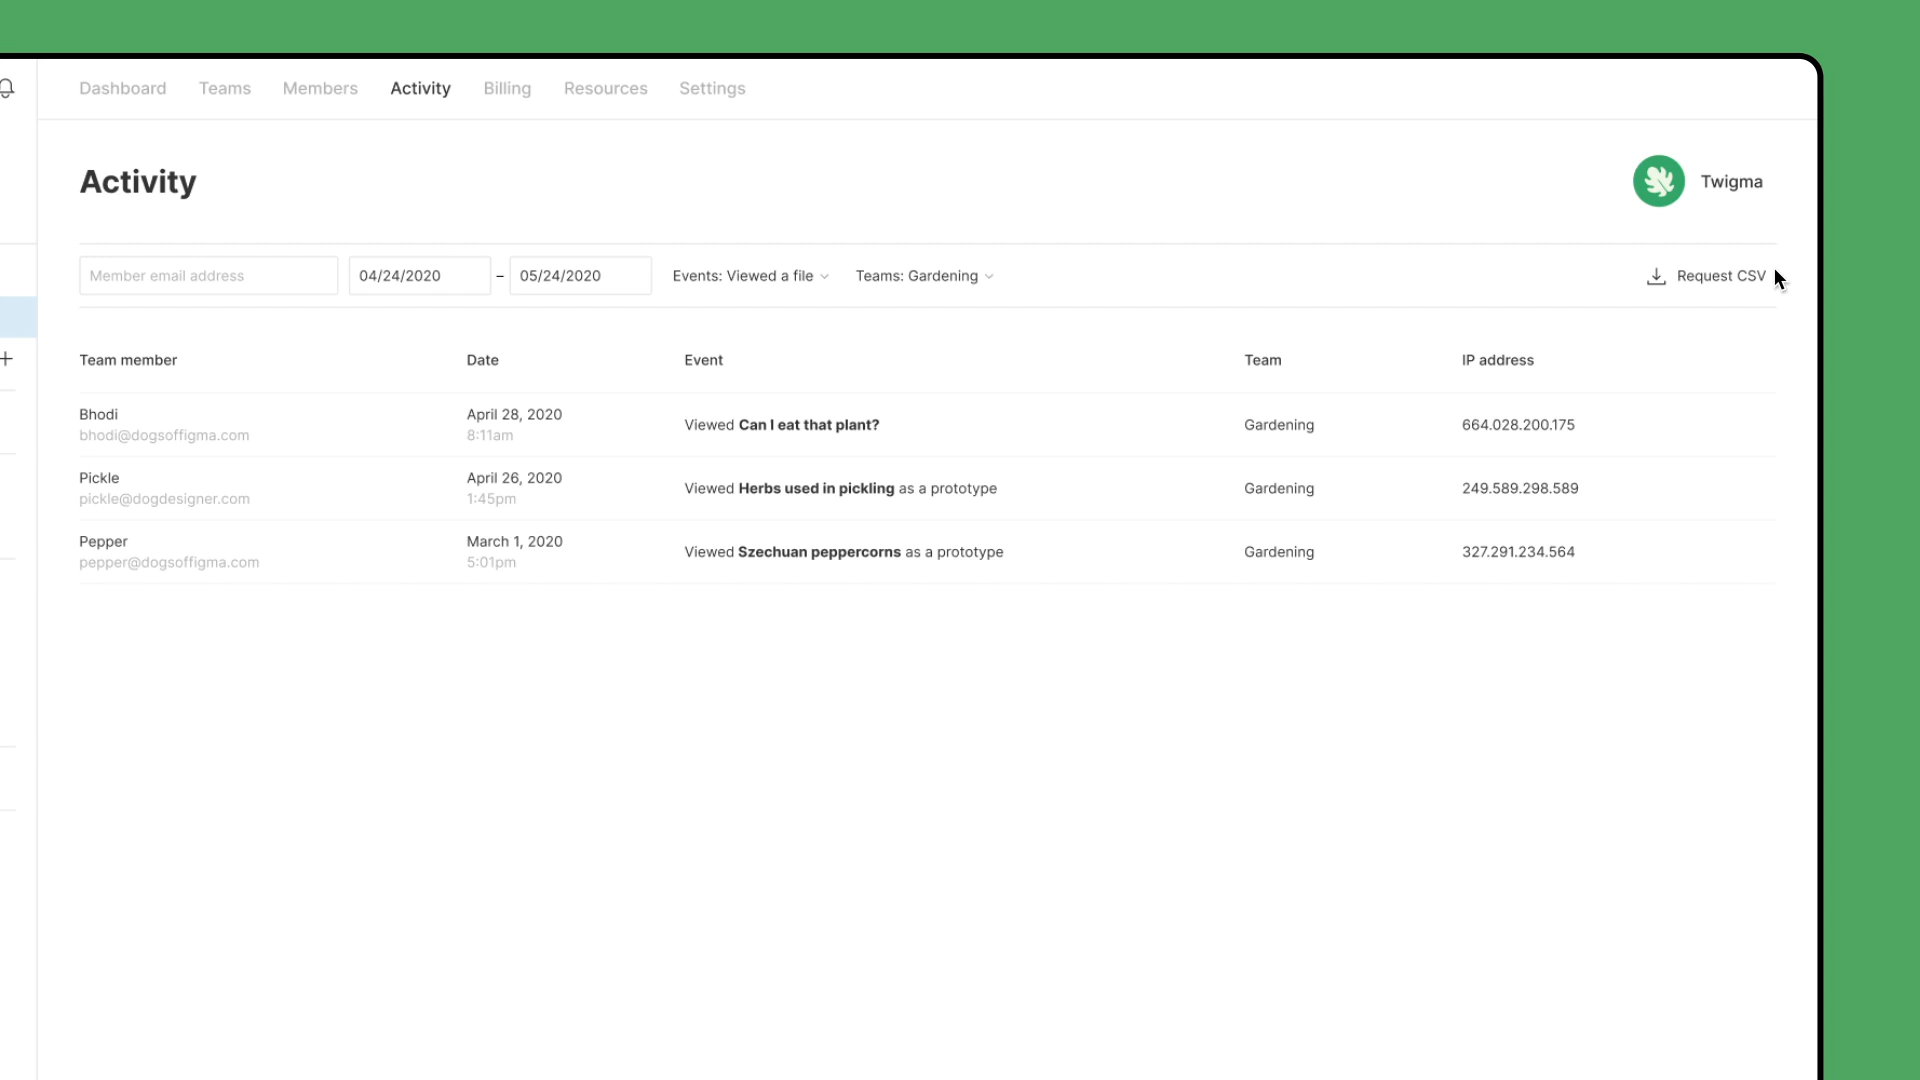 Dashboard Teams Members Activity Billing Resources Settings
Activity
Twigma
Member email address 04/24/2020 – 05/24/2020 Events: Viewed a file Teams: Gardening Request CSV
Team member Date Event Team IP address
Bhodi April 28, 2020 Viewed Can I eat that plant? Gardening 664.028.200.175
bhodi@dogsoffigma.com 8:11am
Pickle April 26, 2020 Viewed Herbs used in pickling as a prototype Gardening 249.589.298.589
pickle@dogdesigner.com 1:45pm
Pepper March 1, 2020 Viewed Szechuan peppercorns as a prototype Gardening 327.291.234.564
pepper@dogsoffigma.com 5:01pm